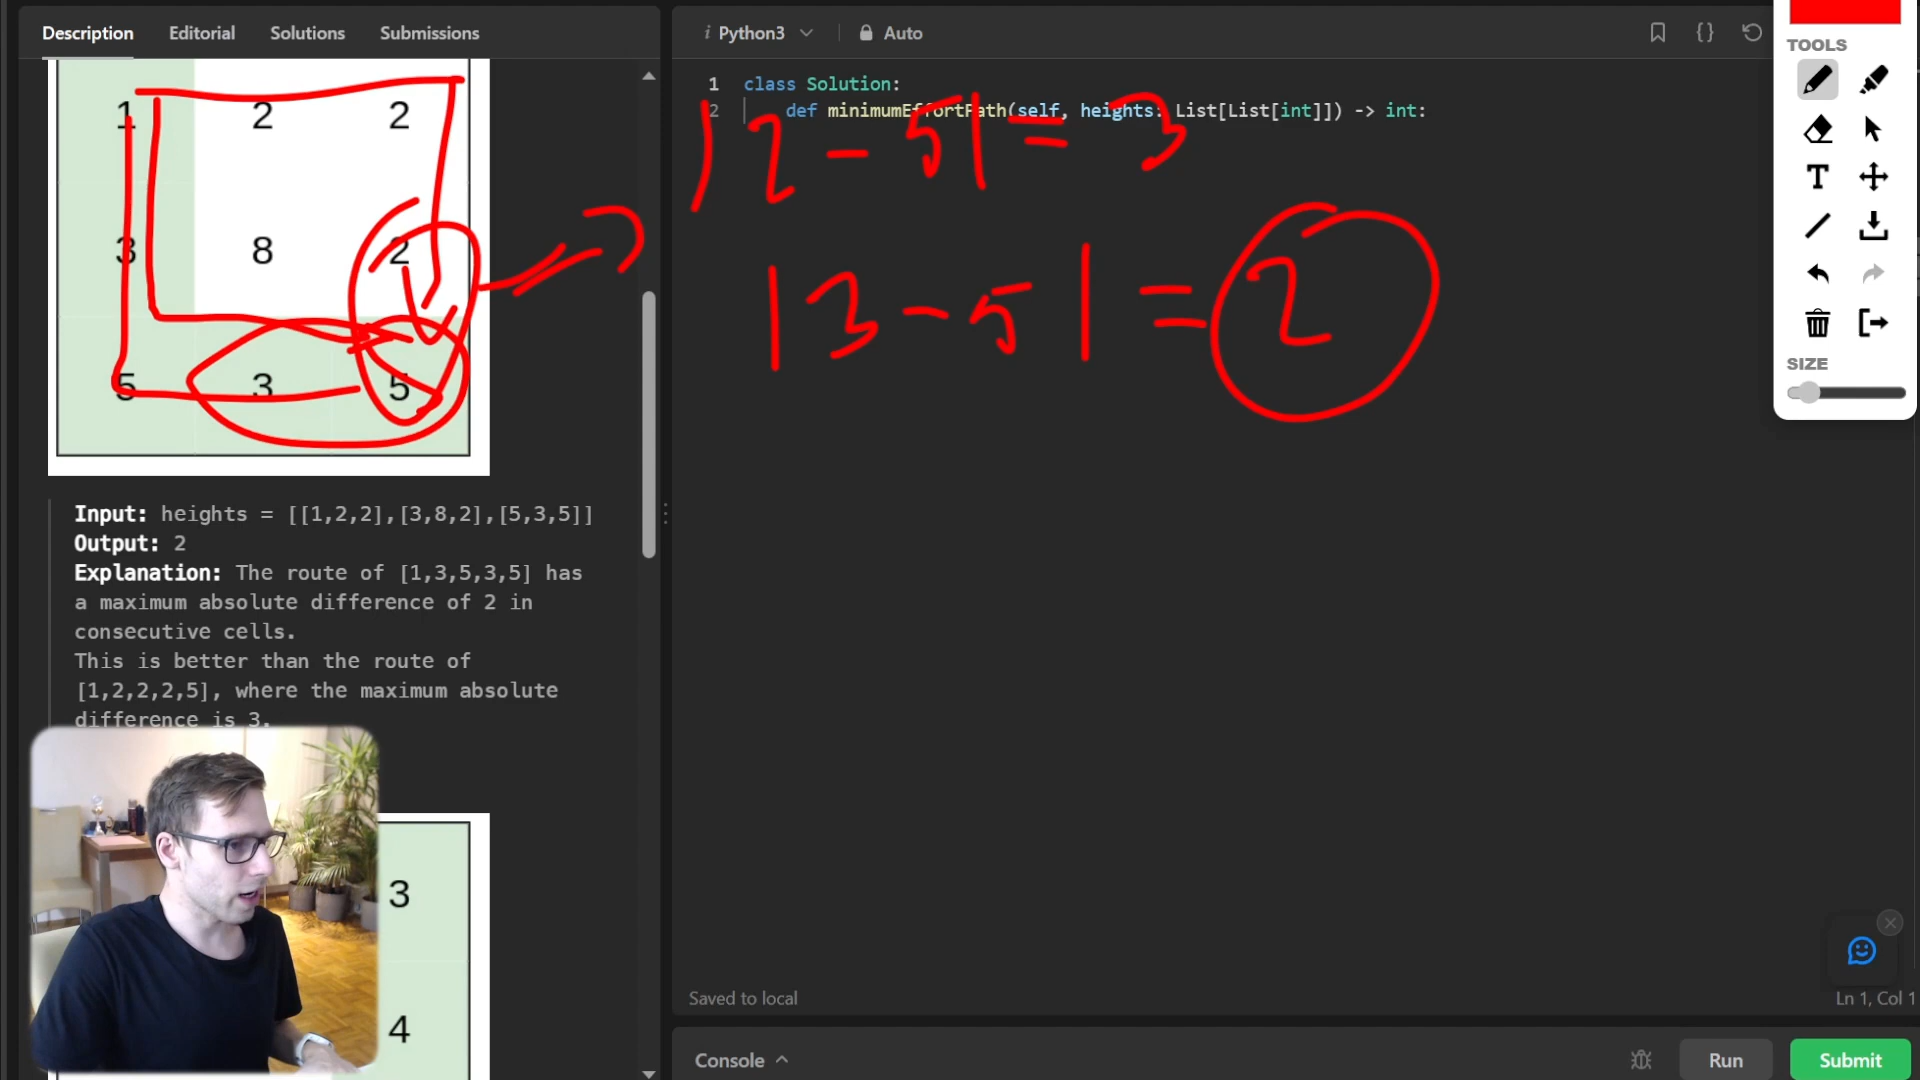 Description Editorial Solutions Submissions
1 2 2
3 8 2
5 3 5
Input: heights = [[1,2,2],[3,8,2],[5,3,5]]
Output: 2
Explanation: The route of [1,3,5,3,5] has
a maximum absolute difference of 2 in
consecutive cells.
This is better than the route of
[1,2,2,2,5], where the maximum absolute
difference is 3.
3
4
i Python3 Auto
1 class Solution:
2 def minimumEffortPath(self, heights: List[List[int]]) -> int:
|2-5|=3
|3-5|=2
Saved to local
Ln 1, Col 1
Console
Run Submit
TOOLS
T
SIZE